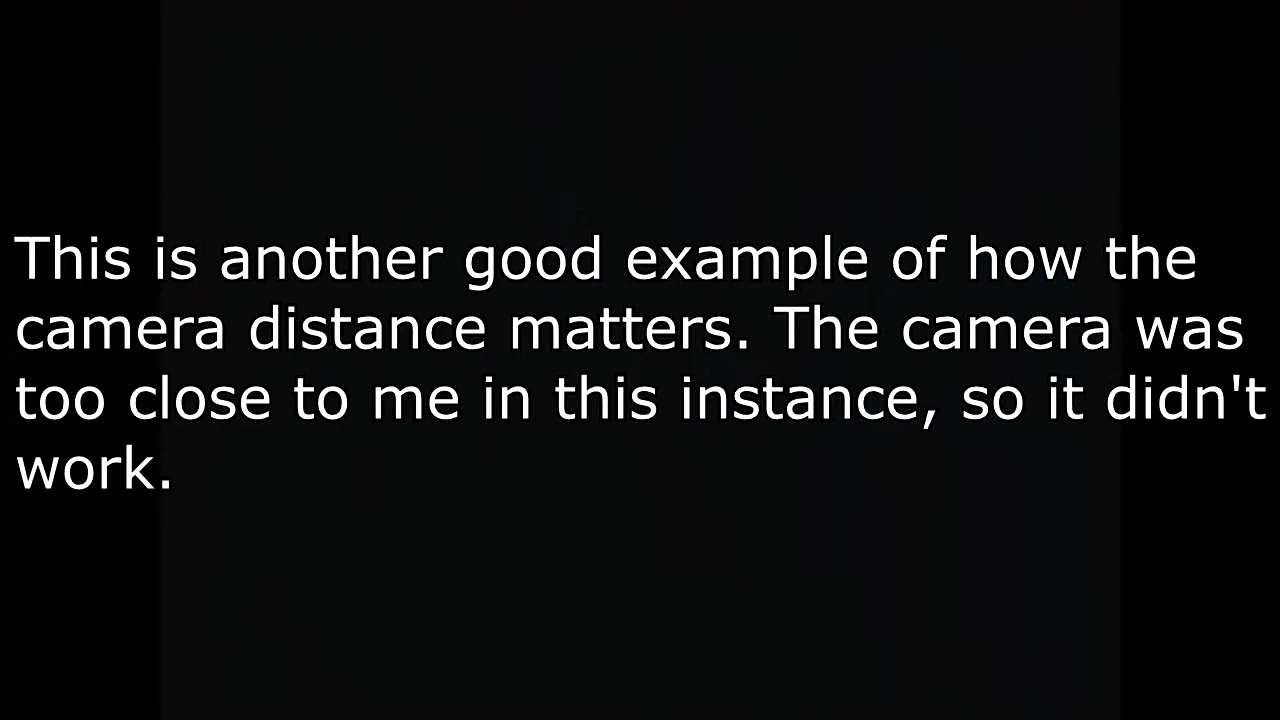 This is another good example of how the
camera distance matters. The camera was
too close to me in this instance, so it didn't
work.